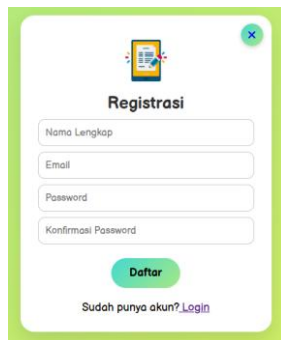 ×
Registrasi
Nama Lengkap
Email
Password
Konfirmasi Password
Daftar
Sudah punya akun? Login